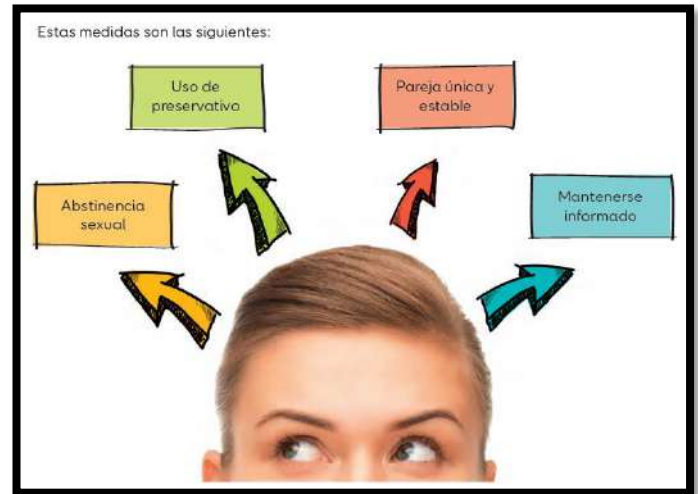 Estas medidas son las siguientes:
Uso de
preservativo
Pareja única y
estable
Abstinencia
sexual
Mantenerse
informado